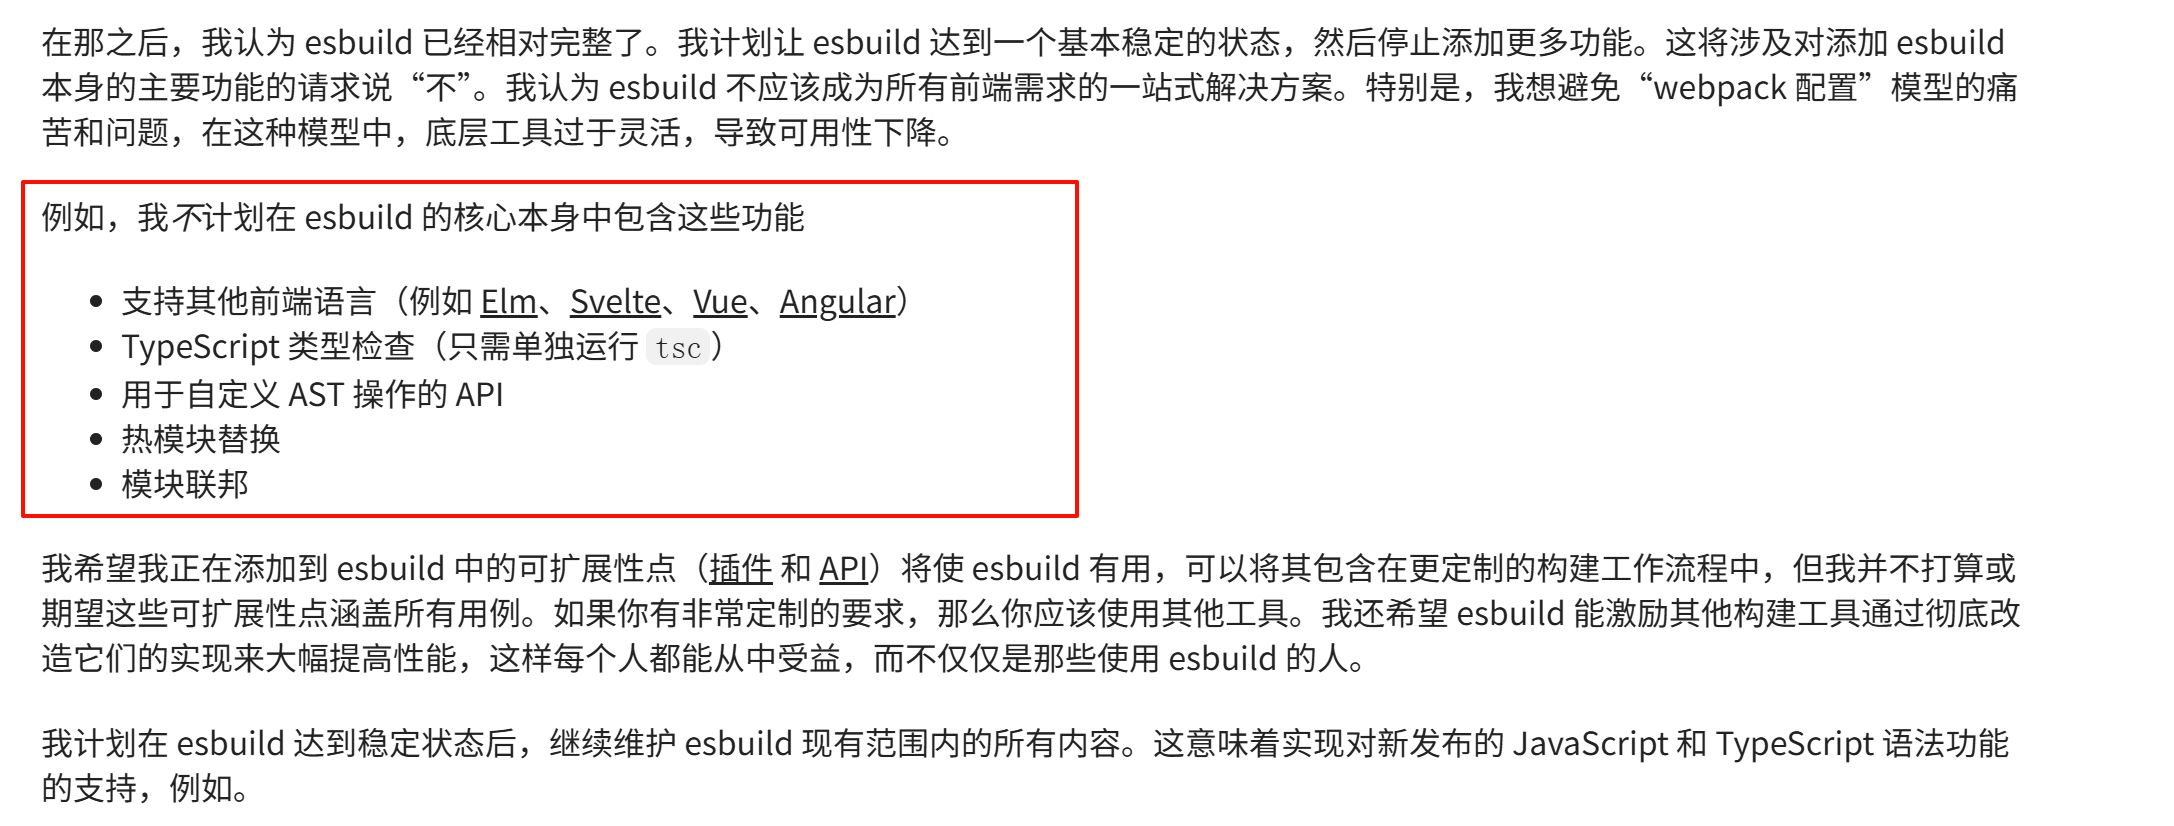 在那之后，我认为 esbuild 已经相对完整了。我计划让 esbuild 达到一个基本稳定的状态，然后停止添加更多功能。这将涉及对添加 esbuild
本身的主要功能的请求说“不”。我认为 esbuild 不应该成为所有前端需求的一站式解决方案。特别是，我想避免“webpack 配置”模型的痛
苦和问题，在这种模型中，底层工具过于灵活，导致可用性下降。
例如，我不计划在 esbuild 的核心本身中包含这些功能
• 支持其他前端语言（例如 Elm、Svelte、Vue、Angular）
• TypeScript 类型检查（只需单独运行 tsc）
• 用于自定义 AST 操作的 API
• 热模块替换
• 模块联邦
我希望我正在添加到 esbuild 中的可扩展性点（插件 和 API）将使 esbuild 有用，可以将其包含在更定制的构建工作流程中，但我并不打算或
期望这些可扩展性点涵盖所有用例。如果你有非常定制的要求，那么你应该使用其他工具。我还希望 esbuild 能激励其他构建工具通过彻底改
造它们的实现来大幅提高性能，这样每个人都能从中受益，而不仅仅是那些使用 esbuild 的人。
我计划在 esbuild 达到稳定状态后，继续维护 esbuild 现有范围内的所有内容。这意味着实现对新发布的 JavaScript 和 TypeScript 语法功能
的支持，例如。